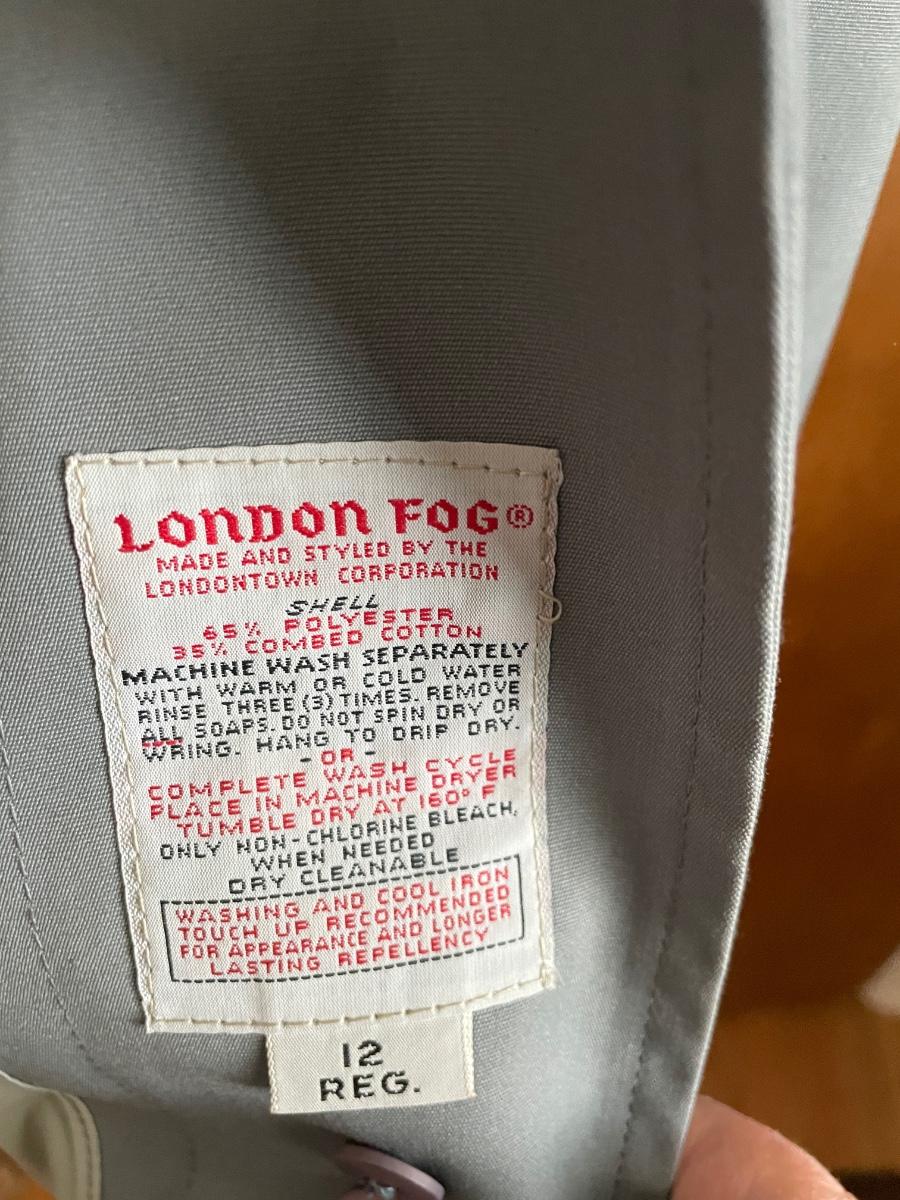 LONDON FOG®
MADE AND STYLED BY THE
LONDONTOWN CORPORATION
SHELL
65% POLYESTER
35% COMBED COTTON
MACHINE WASH SEPARATELY
WITH WARM OR COLD WATER
RINSE THREE (3) TIMES. REMOVE
ALL SOAPS. DO NOT SPIN DRY OR
WRING. HANG TO DRIP DRY.
- OR -
COMPLETE WASH CYCLE
PLACE IN MACHINE DRYER
TUMBLE DRY AT 160° F
ONLY NON-CHLORINE BLEACH,
WHEN NEEDED
DRY CLEANABLE
WASHING AND COOL IRON
TOUCH UP RECOMMENDED
FOR APPEARANCE AND LONGER
LASTING REPELLENCY
12
REG.